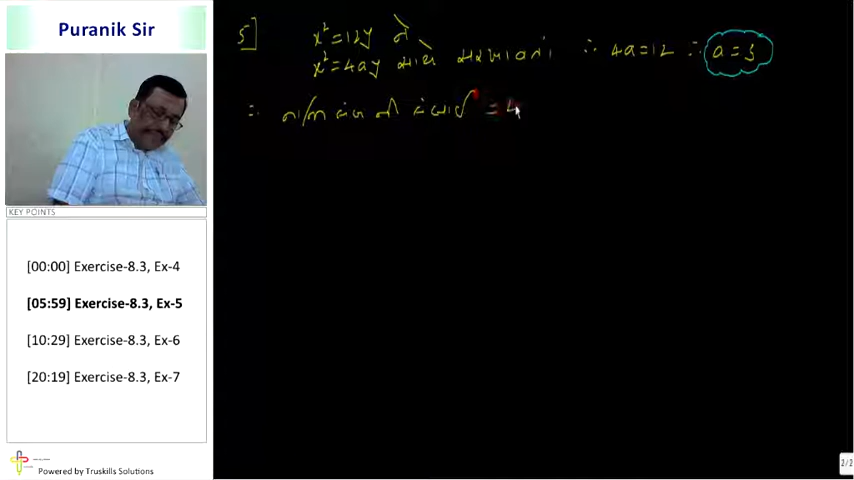 Puranik Sir
KEY POINTS
[00:00] Exercise-8.3, Ex-4
[05:59] Exercise-8.3, Ex-5
[10:29] Exercise-8.3, Ex-6
[20:19] Exercise-8.3, Ex-7
Powered by Truskills Solutions
5] x²=12y ને
x²=4ay સાથે સરખાવતાં ∴ 4a=12 ∴ a=3
∴ નાભિલંબ ની લંબાઈ = 4
2/2